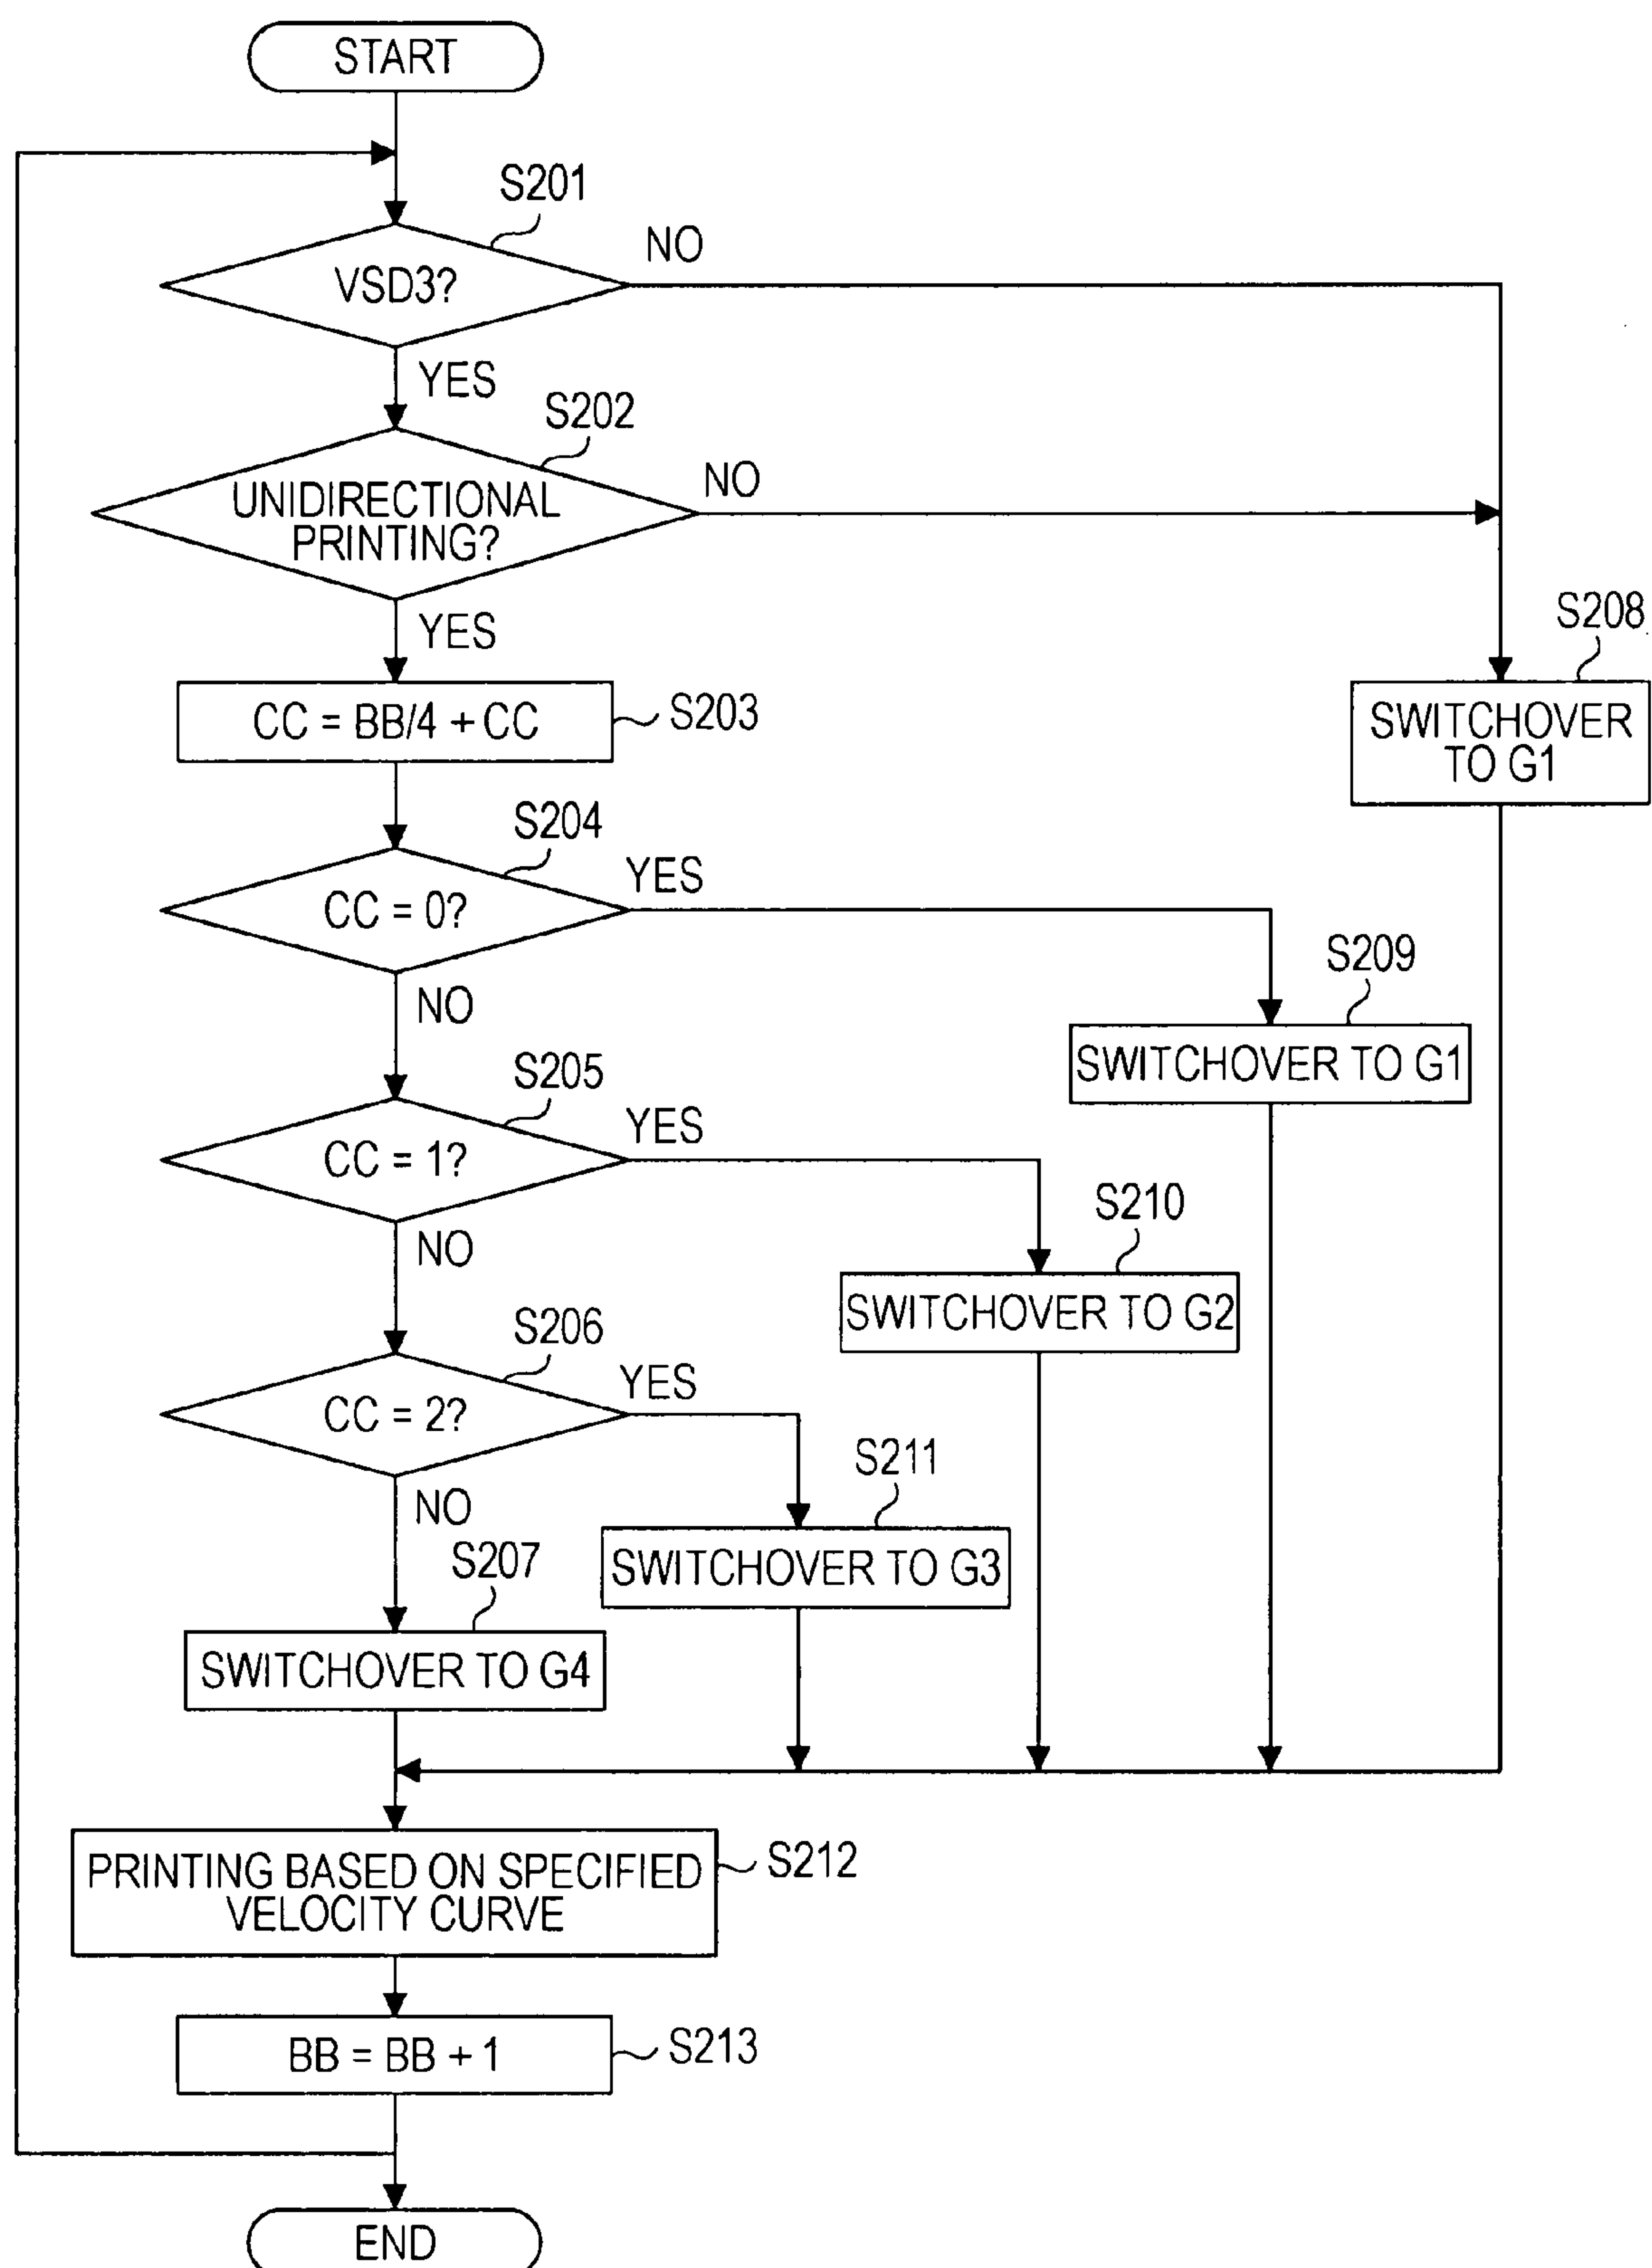 START
S201
VSD3?
NO
YES
S202
UNIDIRECTIONAL
PRINTING?
NO
YES
S208
SWITCHOVER
TO G1
CC = BB/4 + CC
S203
S204
CC = 0?
YES
NO
S209
SWITCHOVER TO G1
S205
CC = 1?
YES
NO
S210
SWITCHOVER TO G2
S206
CC = 2?
YES
NO
S211
SWITCHOVER TO G3
S207
SWITCHOVER TO G4
PRINTING BASED ON SPECIFIED
VELOCITY CURVE
S212
BB = BB + 1
S213
END